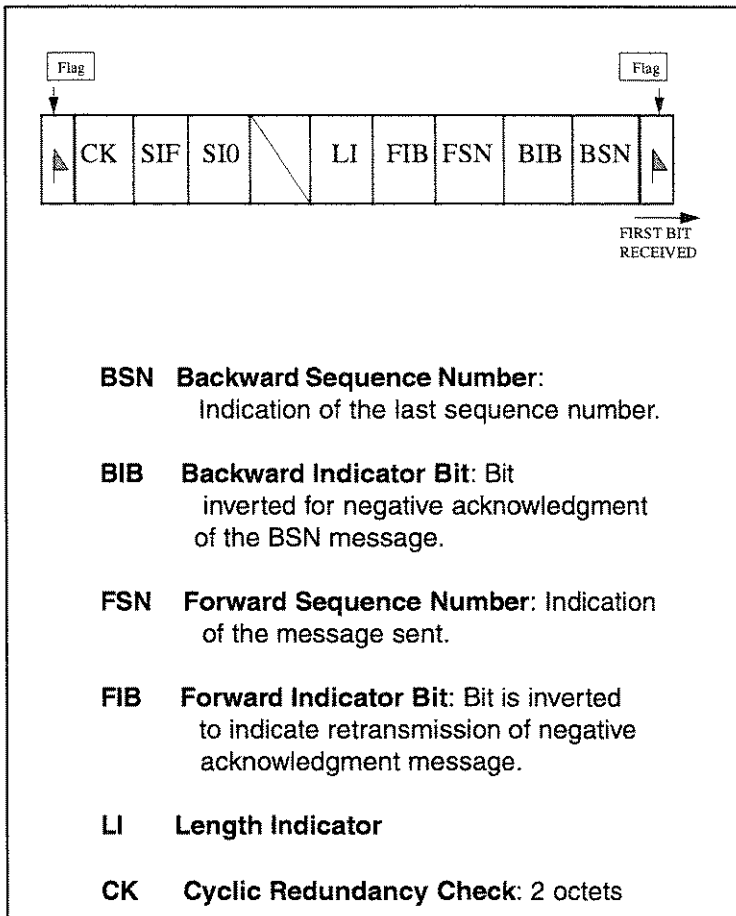 Flag Flag
CK SIF SI0 LI FIB FSN BIB BSN
FIRST BIT
RECEIVED
BSN Backward Sequence Number:
Indication of the last sequence number.
BIB Backward Indicator Bit: Bit
inverted for negative acknowledgment
of the BSN message.
FSN Forward Sequence Number: Indication
of the message sent.
FIB Forward Indicator Bit: Bit is inverted
to indicate retransmission of negative
acknowledgment message.
LI Length Indicator
CK Cyclic Redundancy Check: 2 octets